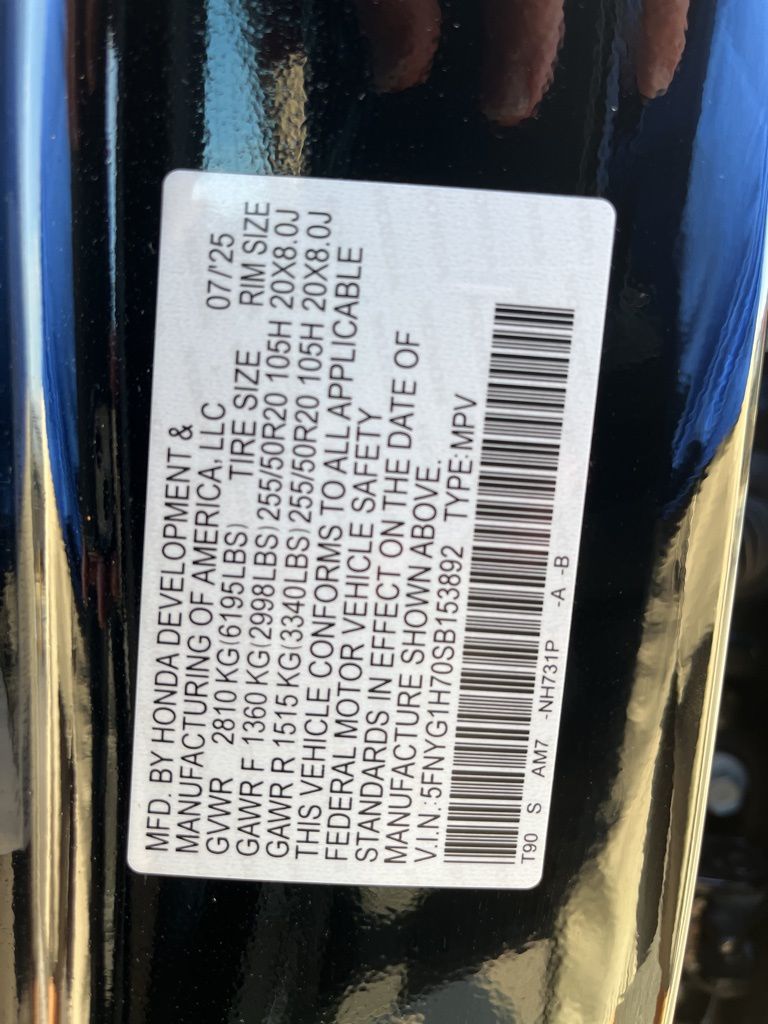 MFD. BY HONDA DEVELOPMENT &
MANUFACTURING OF AMERICA, LLC 07/'25
GVWR 2810 KG(6195LBS) TIRE SIZE RIM SIZE
GAWR F 1360 KG(2998LBS) 255/50R20 105H 20X8.0J
GAWR R 1515 KG(3340LBS) 255/50R20 105H 20X8.0J
THIS VEHICLE CONFORMS TO ALL APPLICABLE
FEDERAL MOTOR VEHICLE SAFETY
STANDARDS IN EFFECT ON THE DATE OF
MANUFACTURE SHOWN ABOVE.
V.I.N.:5FNYG1H70SB153892 TYPE:MPV
T90 S AM7 -NH731P -A -B